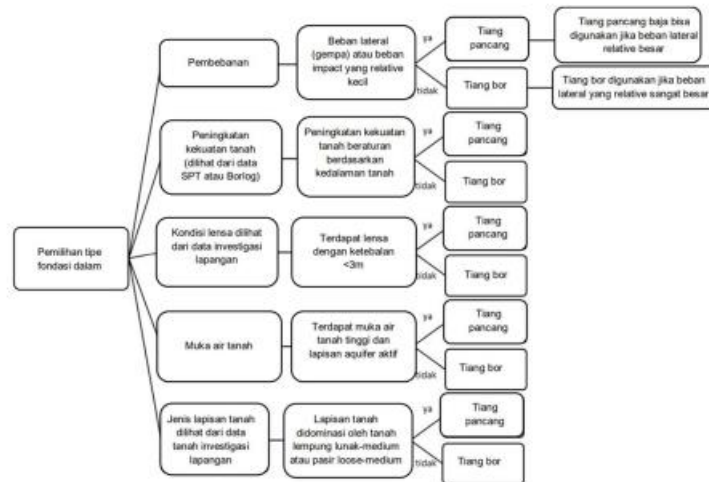 Pemilihan tipe
fondasi dalam
Pembebanan
Beban lateral
(gempa) atau beban
impact yang relative
kecil
ya
Tiang
pancang
Tiang pancang baja bisa
digunakan jika beban lateral
relative besar
tidak
Tiang bor
Tiang bor digunakan jika beban
lateral yang relative sangat besar
Peningkatan
kekuatan tanah
(dilihat dari data
SPT atau Borlog)
Peningkatan kekuatan
tanah beraturan
berdasarkan
kedalaman tanah
ya
Tiang
pancang
tidak
Tiang bor
Kondisi lensa dilihat
dari data investigasi
lapangan
Terdapat lensa
dengan ketebalan
<3m
ya
Tiang
pancang
tidak
Tiang bor
Muka air tanah
Terdapat muka air
tanah tinggi dan
lapisan aquifer aktif
ya
Tiang
pancang
tidak
Tiang bor
Jenis lapisan tanah
dilihat dari data
tanah investigasi
lapangan
Lapisan tanah
didominasi oleh tanah
lempung lunak-medium
atau pasir loose-medium
ya
Tiang
pancang
tidak
Tiang bor